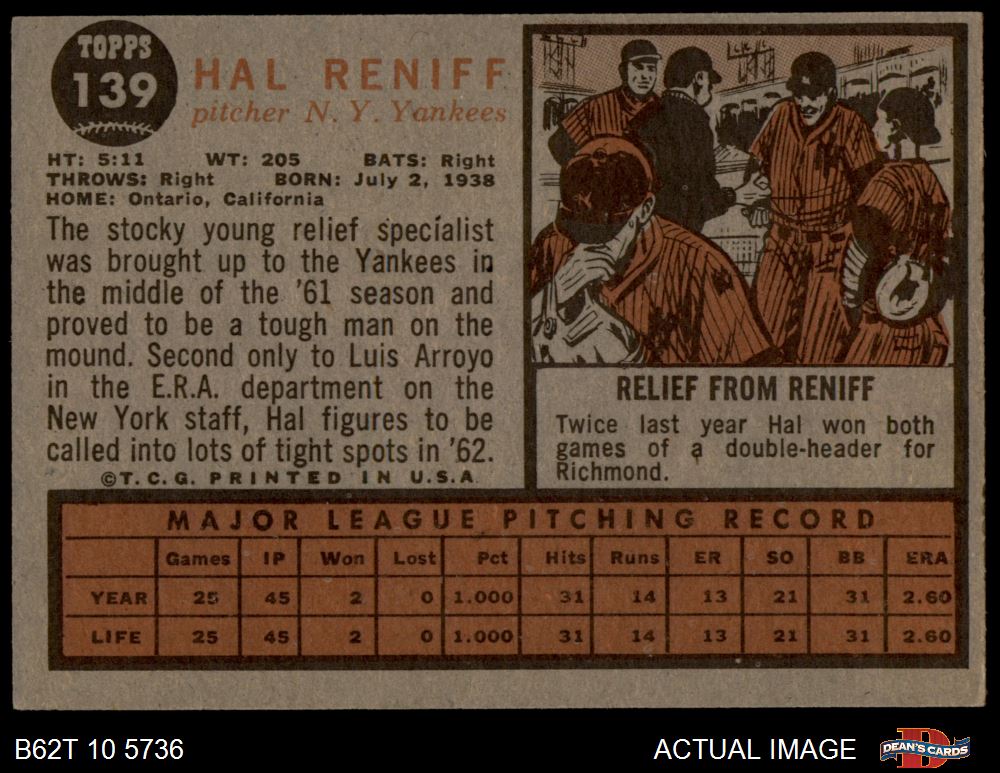 TOPPS
139
HAL RENIFF
pitcher N. Y. Yankees
HT: 5:11 WT: 205 BATS: Right
THROWS: Right BORN: July 2, 1938
HOME: Ontario, California
The stocky young relief specialist
was brought up to the Yankees in
the middle of the '61 season and
proved to be a tough man on the
mound. Second only to Luis Arroyo
in the E.R.A. department on the
New York staff, Hal figures to be
called into lots of tight spots in '62.
©T.C.G. PRINTED IN U.S.A
RELIEF FROM RENIFF
Twice last year Hal won both
games of a double-header for
Richmond.
MAJOR LEAGUE PITCHING RECORD
Games IP Won Lost Pct Hits Runs ER SO BB ERA
YEAR 25 45 2 0 1.000 31 14 13 21 31 2.60
LIFE 25 45 2 0 1.000 31 14 13 21 31 2.60
B62T 10 5736
ACTUAL IMAGE
DEAN'S CARDS